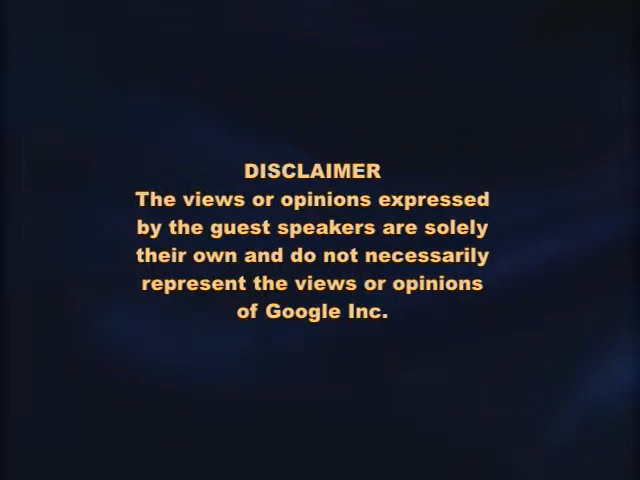 DISCLAIMER
The views or opinions expressed
by the guest speakers are solely
their own and do not necessarily
represent the views or opinions
of Google Inc.